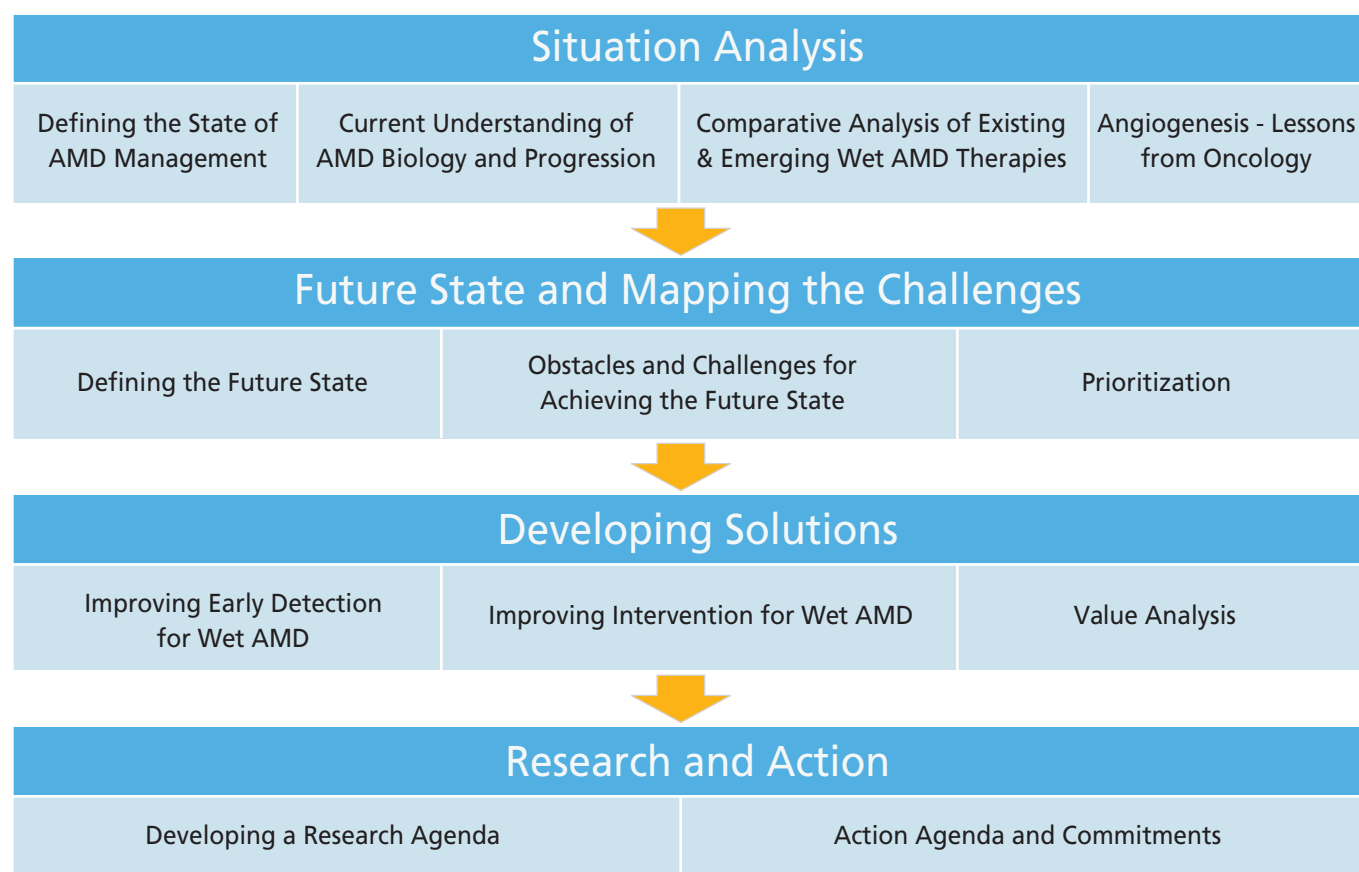 Situation Analysis
Defining the State of
AMD Management
Current Understanding of
AMD Biology and Progression
Comparative Analysis of Existing
& Emerging Wet AMD Therapies
Angiogenesis - Lessons
from Oncology
Future State and Mapping the Challenges
Defining the Future State
Obstacles and Challenges for
Achieving the Future State
Prioritization
Developing Solutions
Improving Early Detection
for Wet AMD
Improving Intervention for Wet AMD
Value Analysis
Research and Action
Developing a Research Agenda
Action Agenda and Commitments